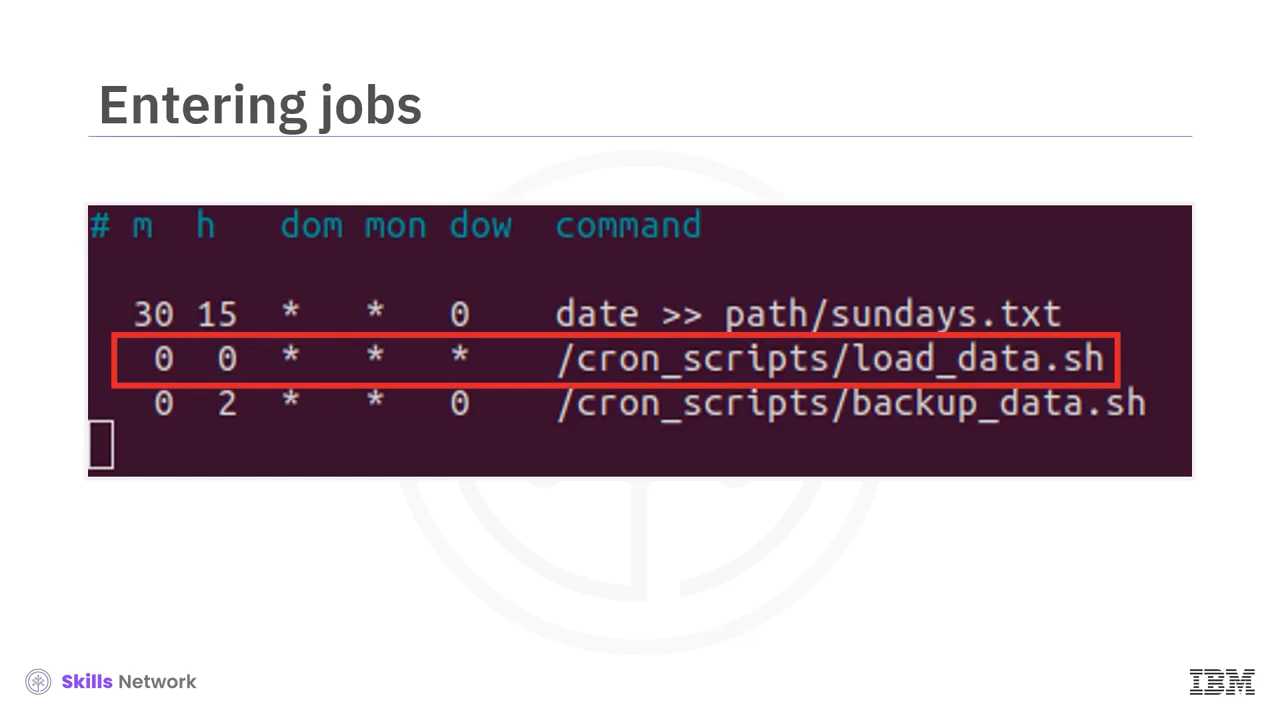 Entering jobs
# m h dom mon dow command
30 15 * * 0 date >> path/sundays.txt
0 0 * * * /cron_scripts/load_data.sh
0 2 * * 0 /cron_scripts/backup_data.sh
Skills Network
IBM